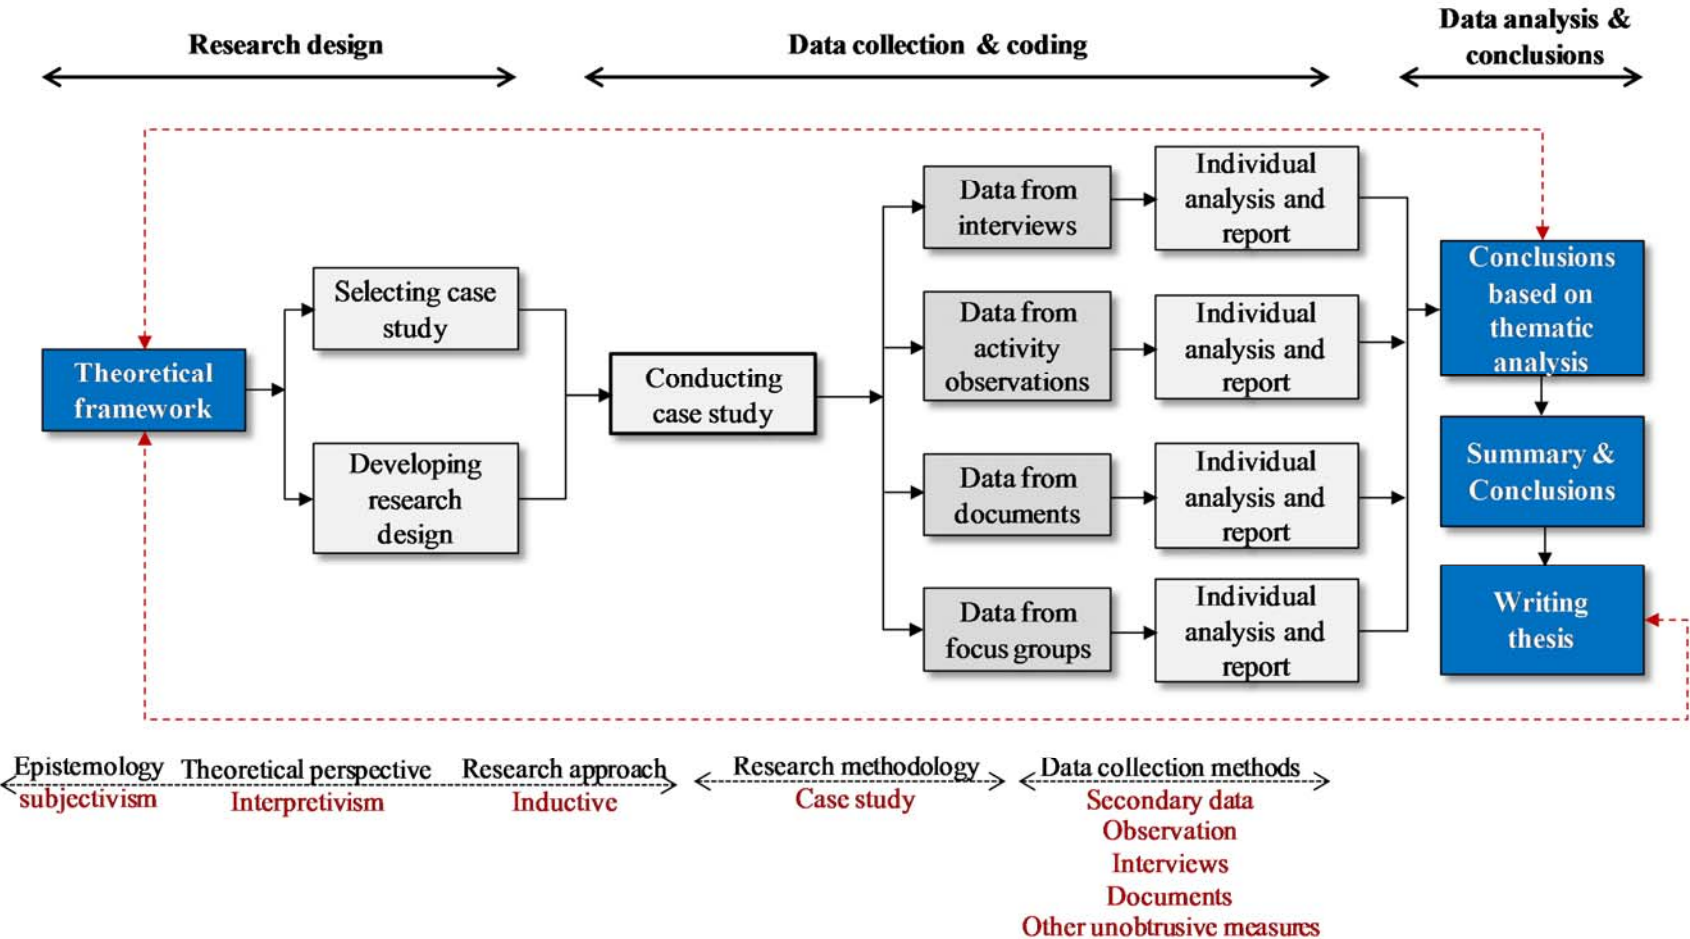 Research design
Data collection & coding
Data analysis &
conclusions
Theoretical
framework
Selecting case
study
Developing
research
design
Conducting
case study
Data from
interviews
Individual
analysis and
report
Data from
activity
observations
Individual
analysis and
report
Data from
documents
Individual
analysis and
report
Data from
focus groups
Individual
analysis and
report
Conclusions
based on
thematic
analysis
Summary &
Conclusions
Writing
thesis
Epistemology
subjectivism
Theoretical perspective
Interpretivism
Research approach
Inductive
Research methodology
Case study
Data collection methods
Secondary data
Observation
Interviews
Documents
Other unobtrusive measures